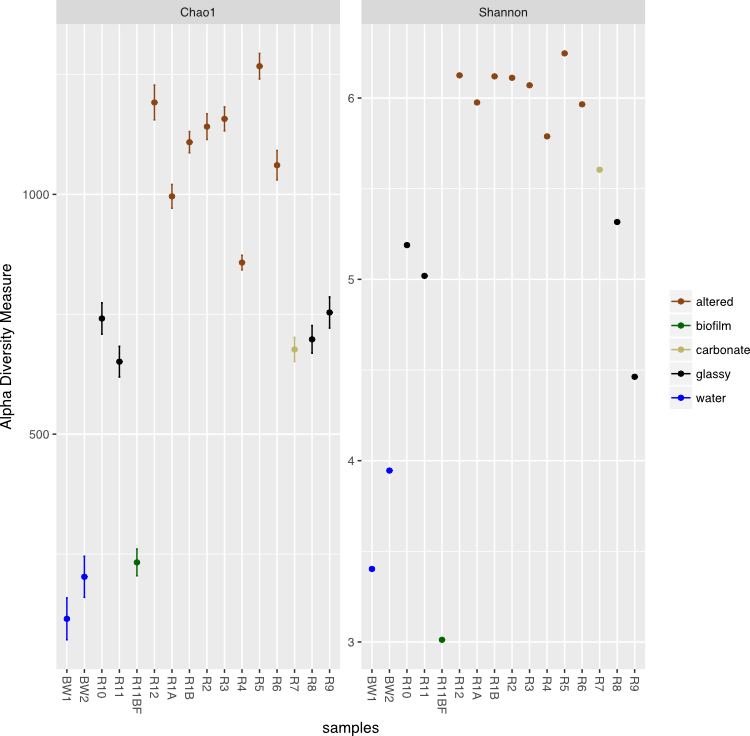 Chao1
Shannon
Alpha Diversity Measure
1000
500
6
5
4
3
BW1
BW2
R10
R11
R11BF
R12
R1A
R1B
R2
R3
R4
R5
R6
R7
R8
R9
BW1
BW2
R10
R11
R11BF
R12
R1A
R1B
R2
R3
R4
R5
R6
R7
R8
R9
samples
altered
biofilm
carbonate
glassy
water